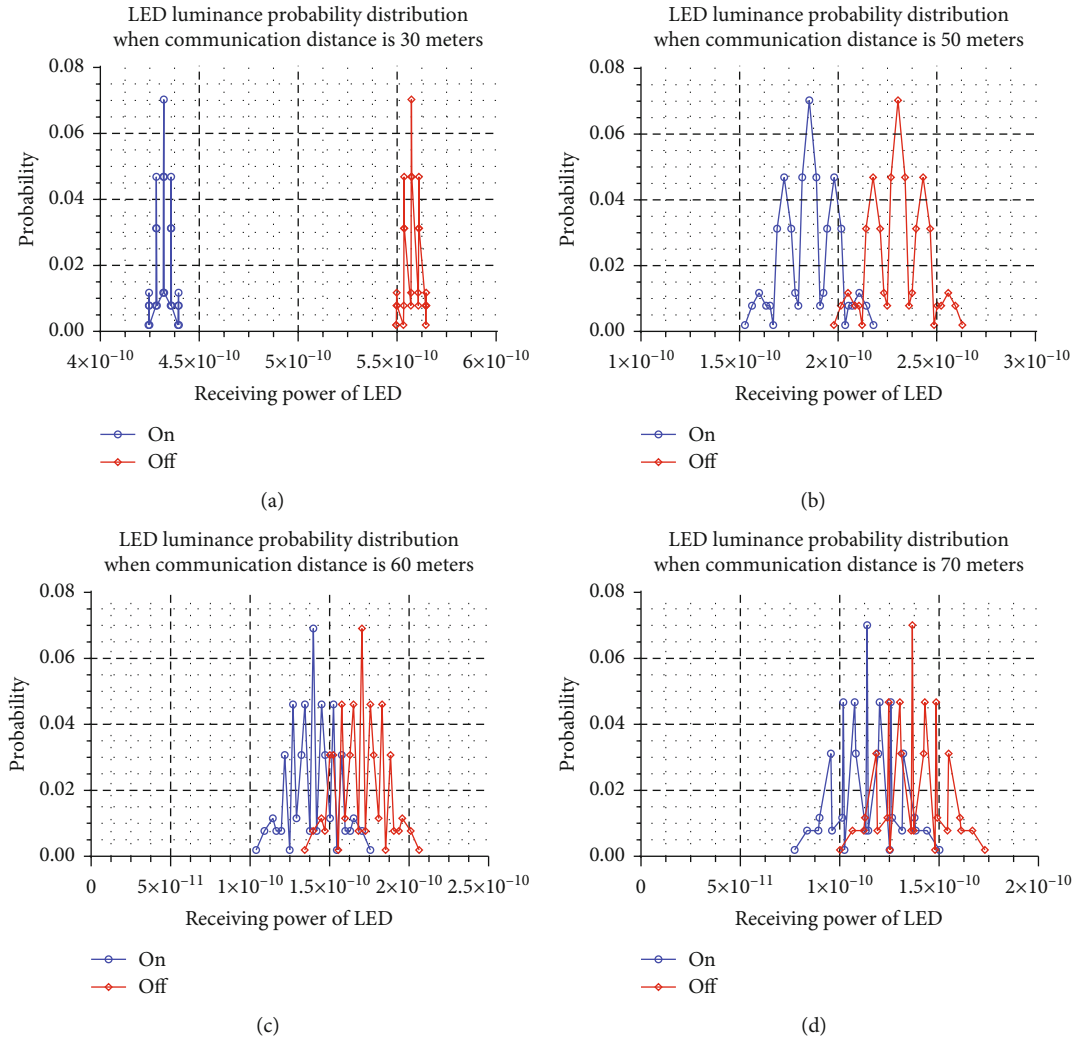 LED luminance probability distribution
when communication distance is 30 meters
0.08
0.06
0.04
0.02
0.00
Probability
4×10⁻¹⁰
4.5×10⁻¹⁰
5×10⁻¹⁰
5.5×10⁻¹⁰
6×10⁻¹⁰
Receiving power of LED
On
Off
(a)
LED luminance probability distribution
when communication distance is 50 meters
0.08
0.06
0.04
0.02
0.00
Probability
1×10⁻¹⁰
1.5×10⁻¹⁰
2×10⁻¹⁰
2.5×10⁻¹⁰
3×10⁻¹⁰
Receiving power of LED
On
Off
(b)
LED luminance probability distribution
when communication distance is 60 meters
0.08
0.06
0.04
0.02
0.00
Probability
0
5×10⁻¹¹
1×10⁻¹⁰
1.5×10⁻¹⁰
2×10⁻¹⁰
2.5×10⁻¹⁰
Receiving power of LED
On
Off
(c)
LED luminance probability distribution
when communication distance is 70 meters
0.08
0.06
0.04
0.02
0.00
Probability
0
5×10⁻¹¹
1×10⁻¹⁰
1.5×10⁻¹⁰
2×10⁻¹⁰
Receiving power of LED
On
Off
(d)